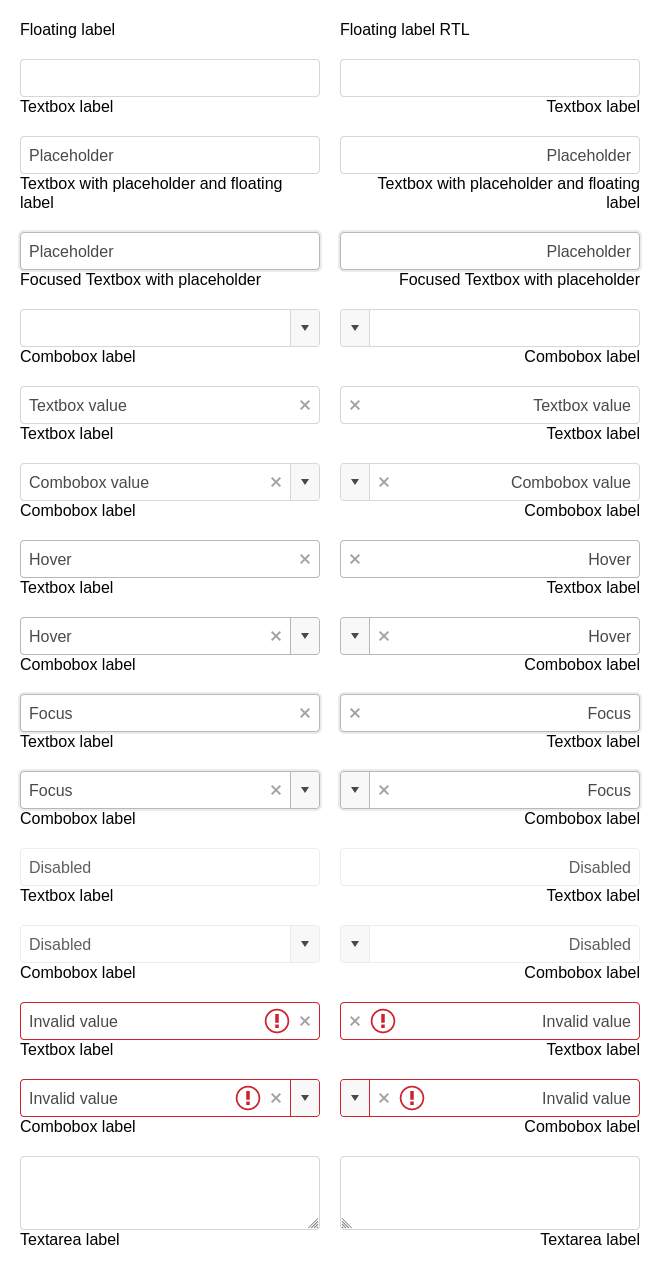 Floating label
Floating label RTL
Textbox label
Textbox label
Placeholder
Placeholder
Textbox with placeholder and floating
label
Textbox with placeholder and floating
label
Placeholder
Placeholder
Focused Textbox with placeholder
Focused Textbox with placeholder
Combobox label
Combobox label
Textbox value
Textbox value
Textbox label
Textbox label
Combobox value
Combobox value
Combobox label
Combobox label
Hover
Hover
Textbox label
Textbox label
Hover
Hover
Combobox label
Combobox label
Focus
Focus
Textbox label
Textbox label
Focus
Focus
Combobox label
Combobox label
Disabled
Disabled
Textbox label
Textbox label
Disabled
Disabled
Combobox label
Combobox label
Invalid value
Invalid value
Textbox label
Textbox label
Invalid value
Invalid value
Combobox label
Combobox label
Textarea label
Textarea label